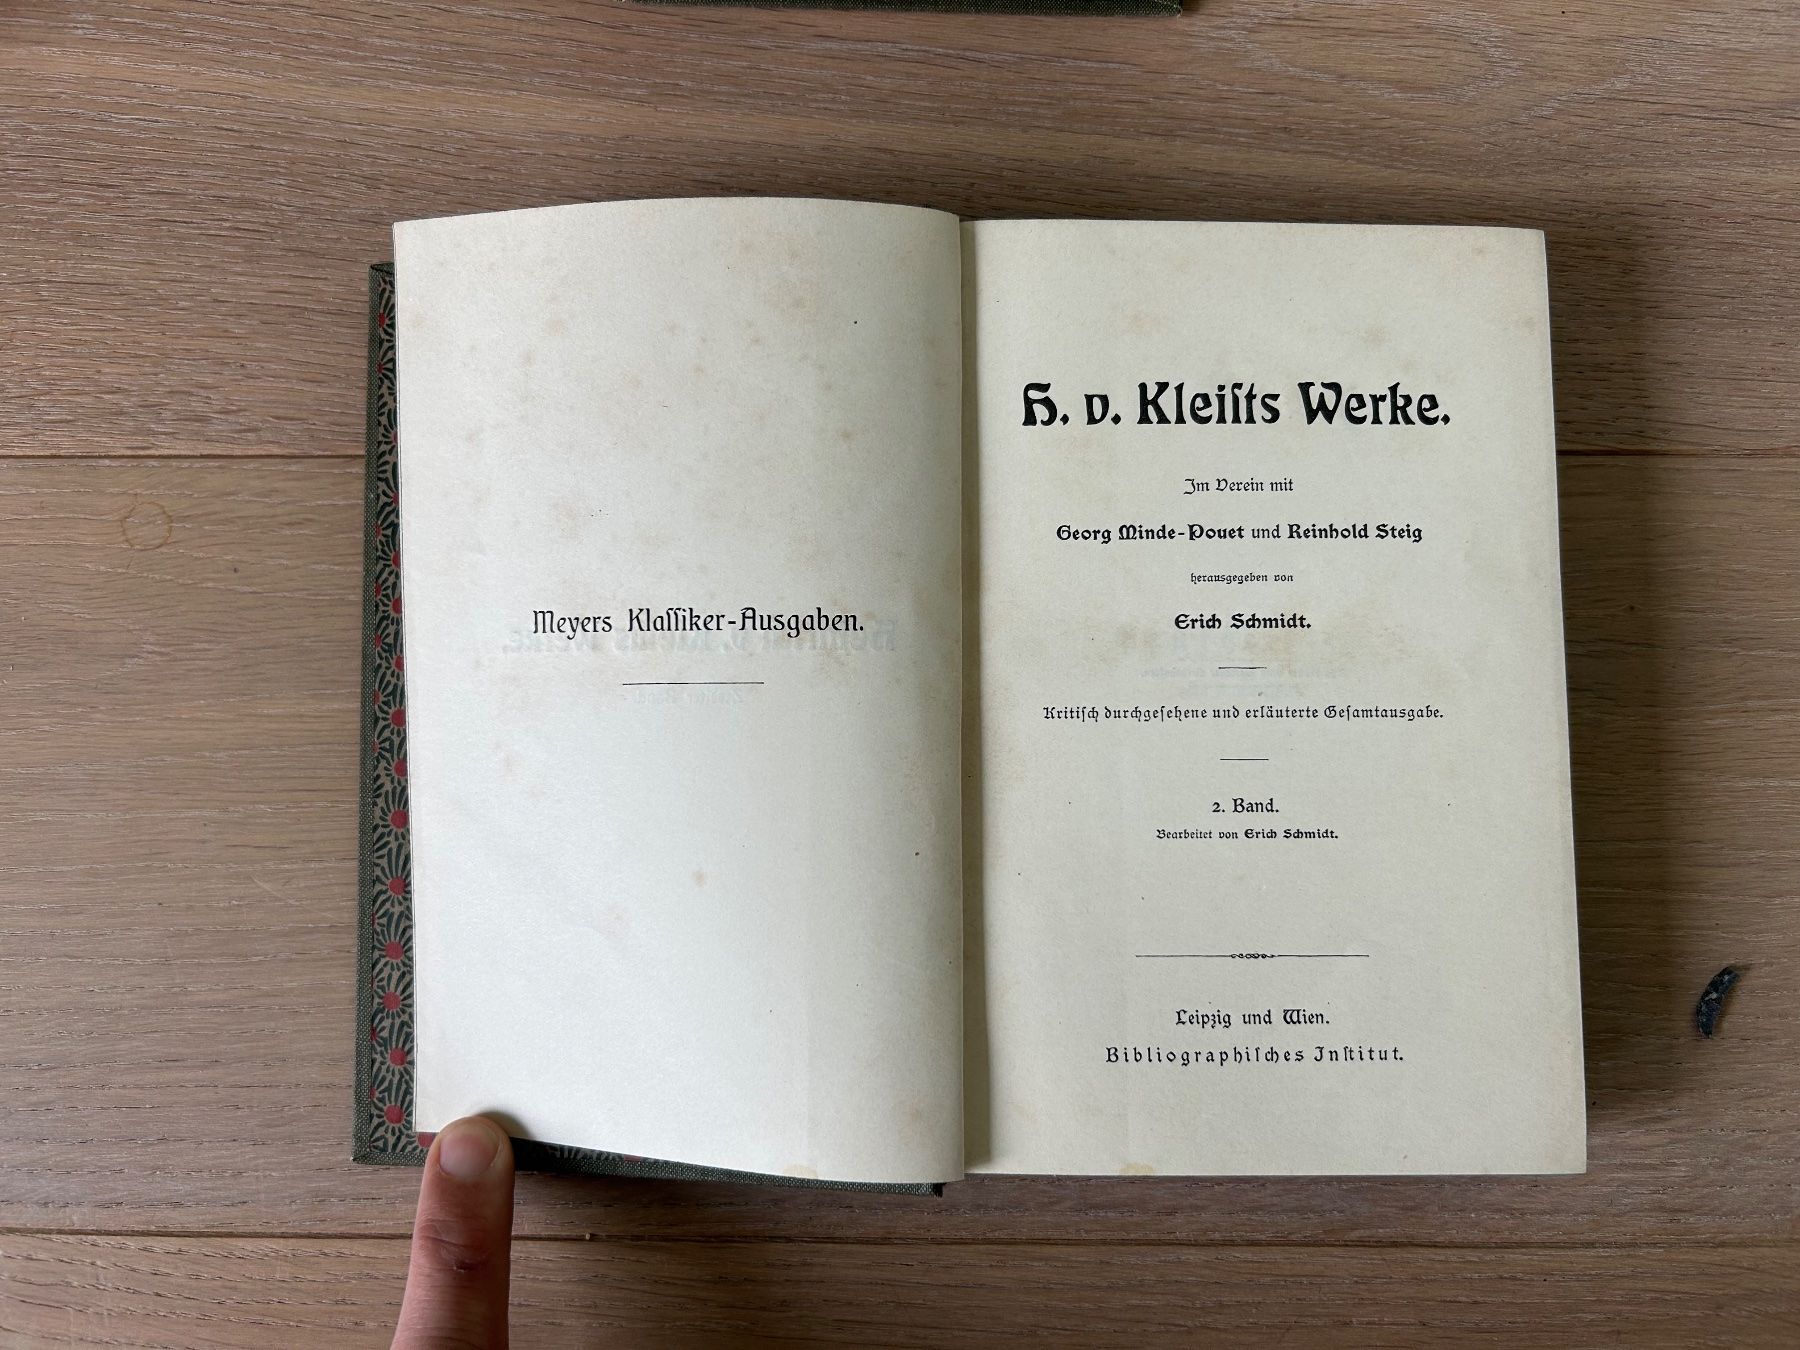 Meyers Klaſſiker-Ausgaben.
H. v. Kleiſts Werke.
Im Verein mit
Georg Minde-Pouet und Reinhold Steig
herausgegeben von
Erich Schmidt.
Kritiſch durchgeſehene und erläuterte Geſamtausgabe.
2. Band.
Bearbeitet von Erich Schmidt.
Leipzig und Wien.
Bibliographiſches Inſtitut.